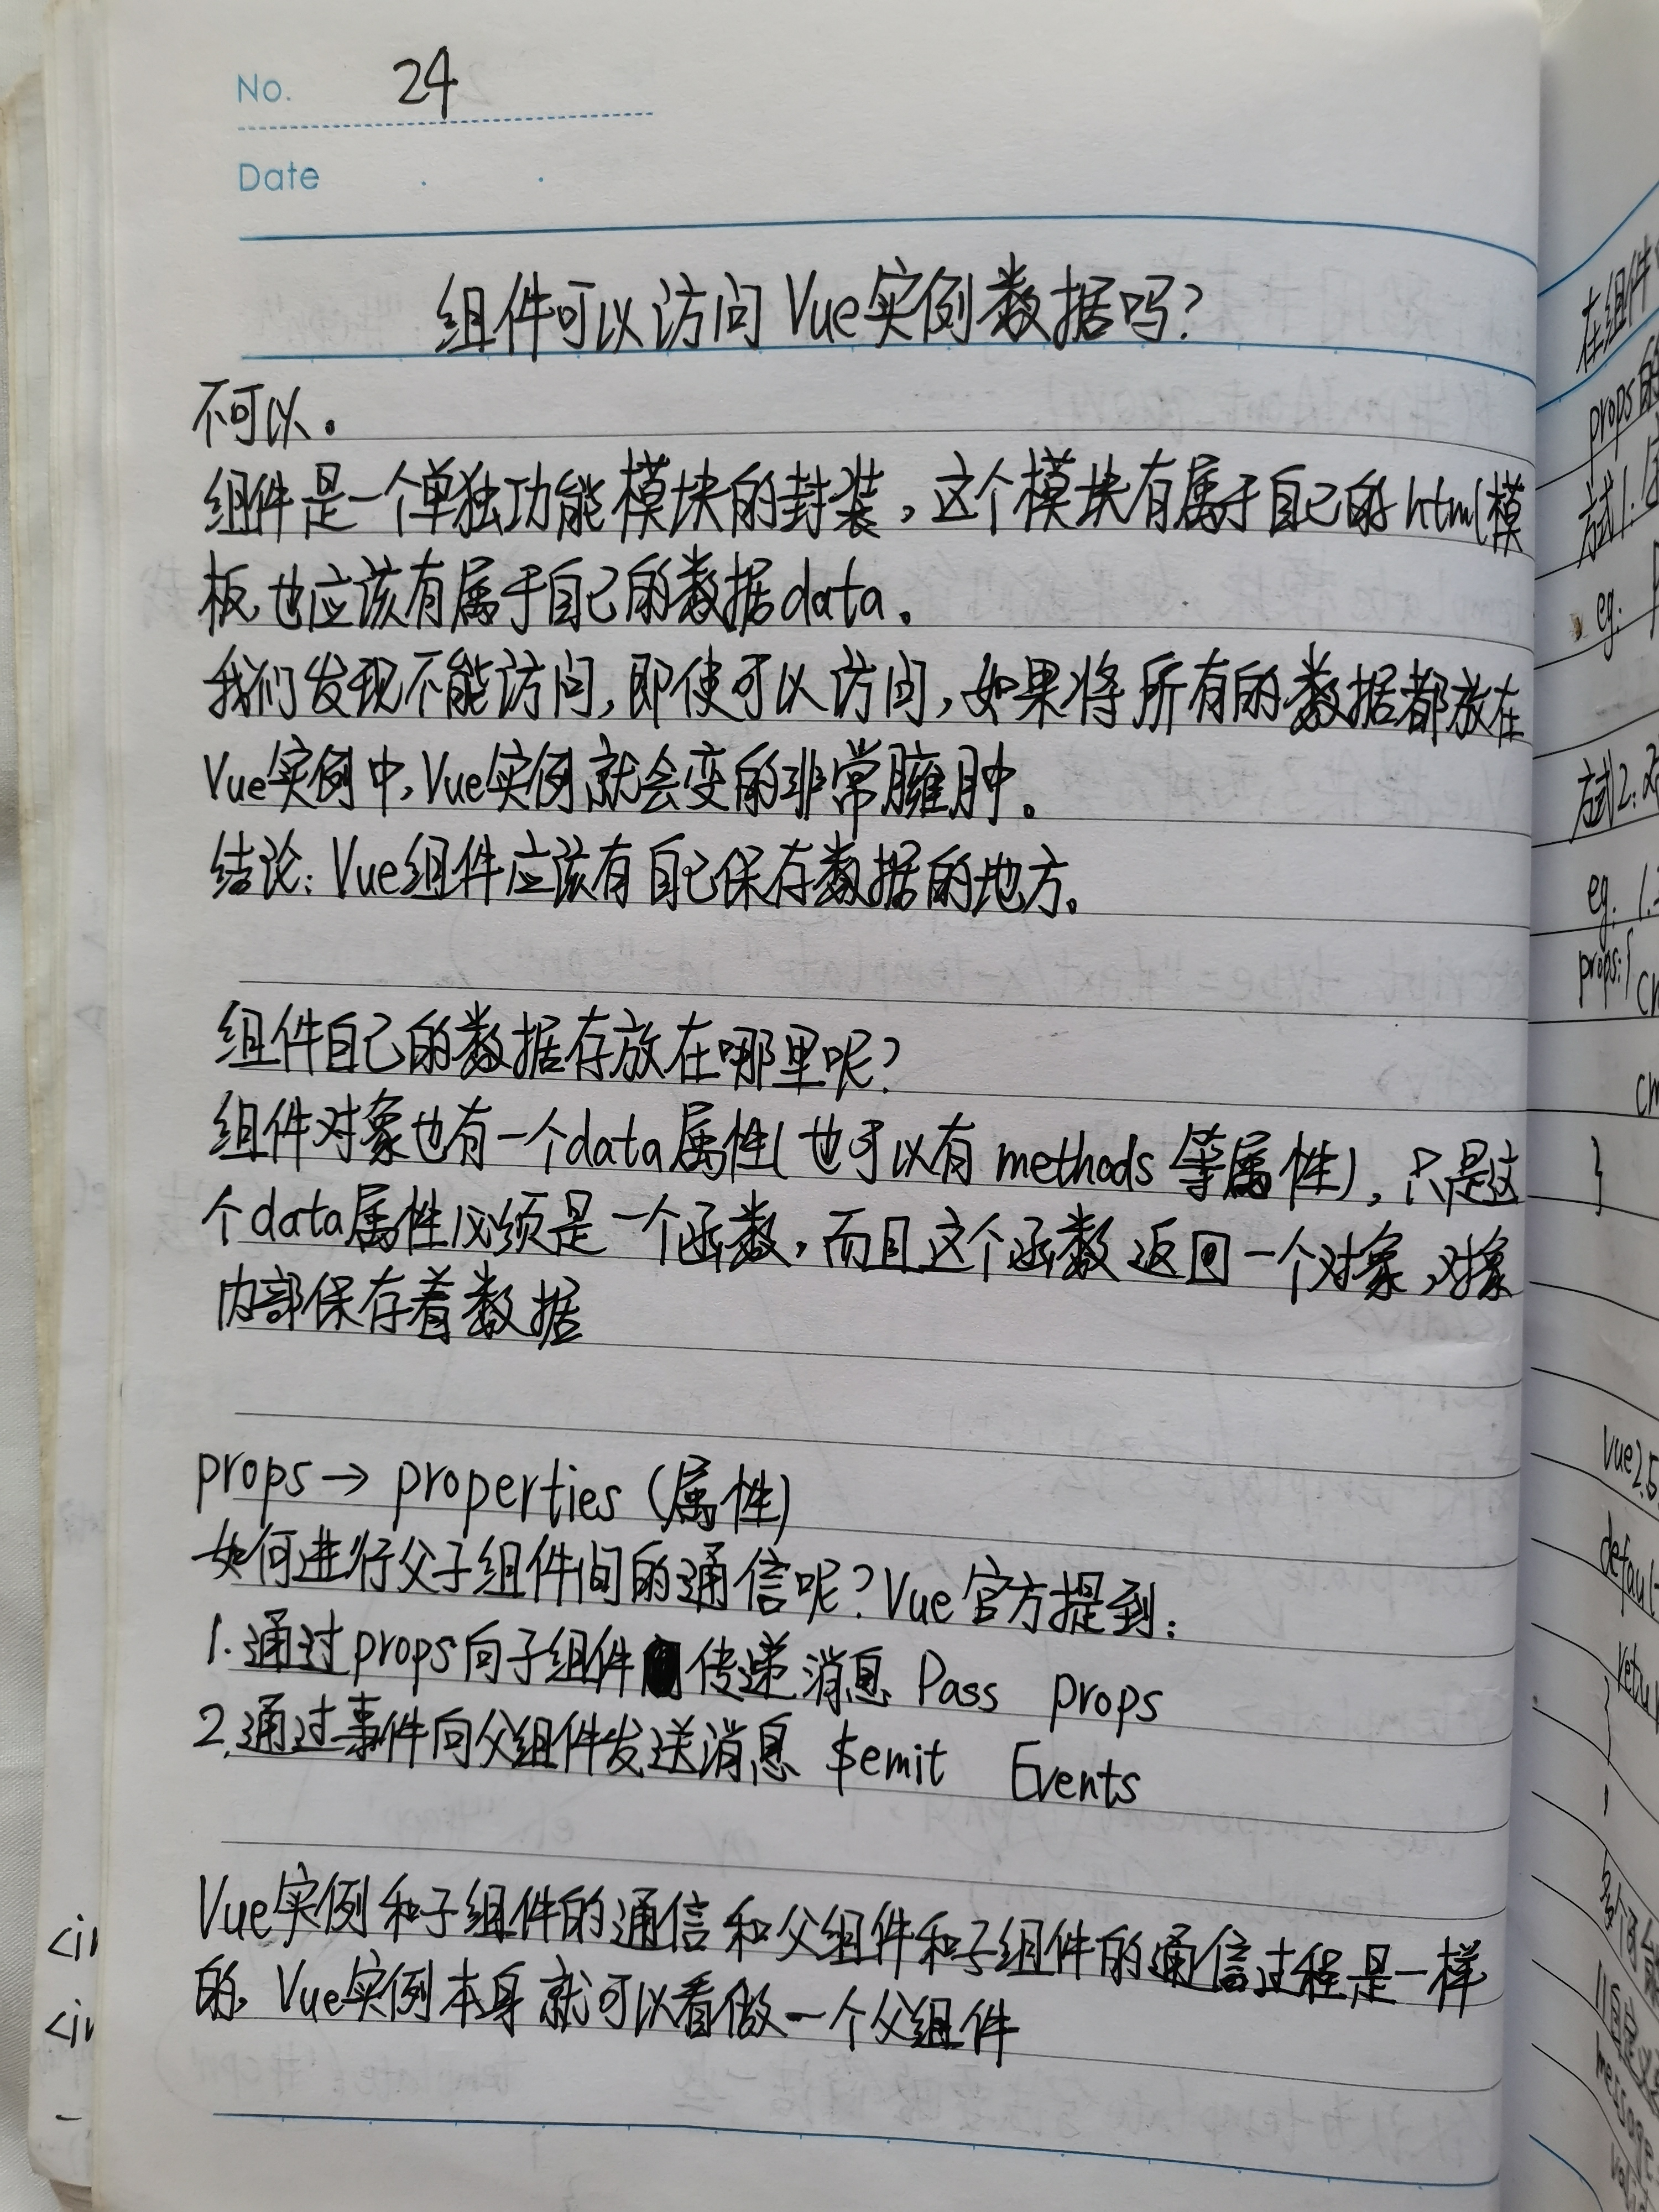 No. 24
Date
组件可以访问Vue实例数据吗?
不可以。
组件是一个单独功能模块的封装,这个模块有属于自己的html模
板,也应该有属于自己的数据data。
我们发现不能访问,即使可以访问,如果将所有的数据都放在
Vue实例中,Vue实例就会变的非常臃肿。
结论:Vue组件应该有自己保存数据的地方。
组件自己的数据存放在哪里呢?
组件对象也有一个data属性(也可以有methods等属性),只是这
个data属性必须是一个函数,而且这个函数返回一个对象,对象
内部保存着数据
props→properties(属性)
如何进行父子组件间的通信呢?Vue官方提到:
1.通过props向子组件传递消息 Pass props
2.通过事件向父组件发送消息 $emit Events
Vue实例和子组件的通信和父组件和子组件的通信过程是一样
的,Vue实例本身就可以看做一个父组件
在组件
props的
方式1:
eg:
方式2:
eg. 1.
props:{
}
Vue2.5
default
retu
}
,
多个